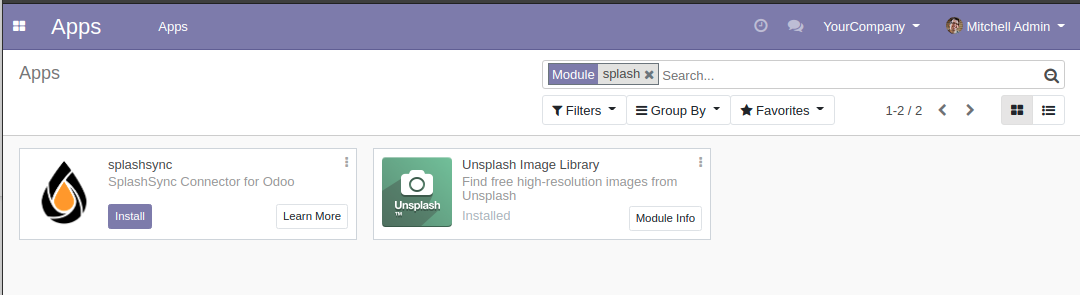 Apps Apps YourCompany Mitchell Admin
Apps Module splash Search...
Filters Group By Favorites 1-2 / 2
splashsync
SplashSync Connector for Odoo
Install Learn More
Unsplash Image Library
Find free high-resolution images from
Unsplash
Installed Module Info
Unsplash
™